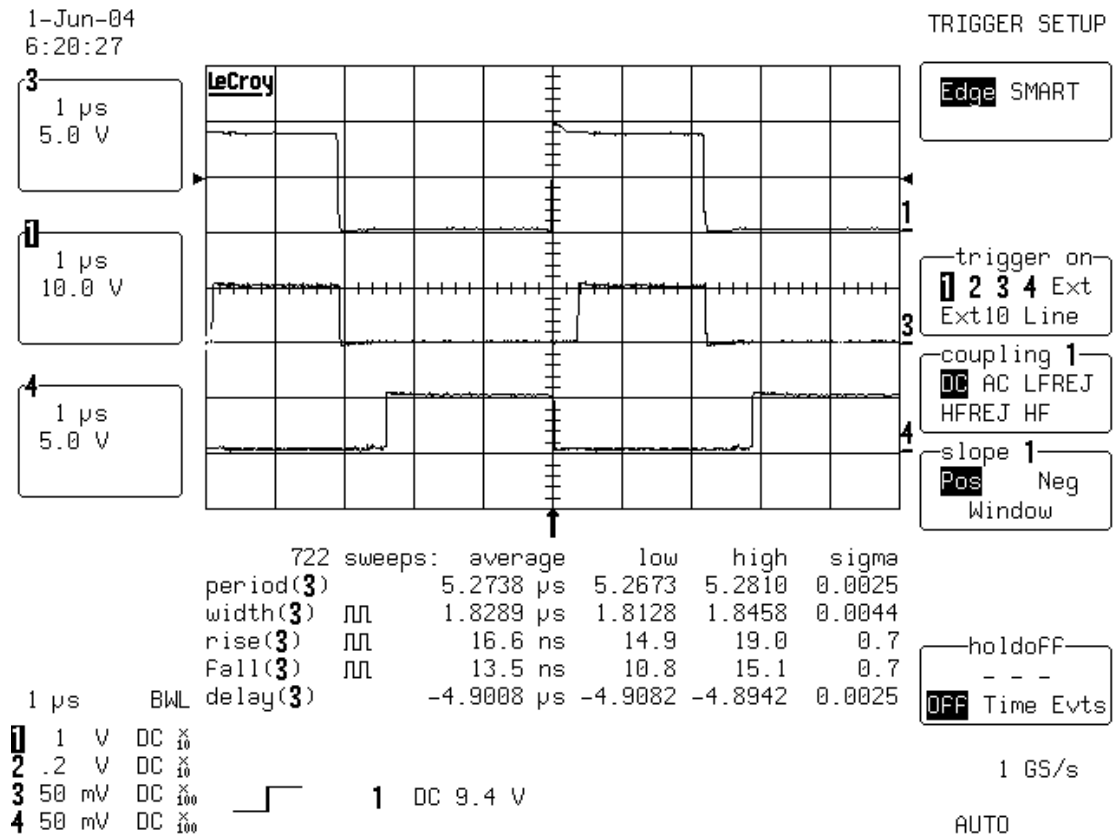 1-Jun-04
6:20:27
TRIGGER SETUP
3
1 µs
5.0 V
LeCroy
Edge SMART
1
1 µs
10.0 V
1
trigger on
1 2 3 4 Ext
Ext10 Line
3
coupling 1
DC AC LFREJ
HFREJ HF
4
1 µs
5.0 V
4
slope 1
Pos Neg
Window
722 sweeps: average low high sigma
period(3) 5.2738 µs 5.2673 5.2810 0.0025
width(3) 1.8289 µs 1.8128 1.8458 0.0044
rise(3) 16.6 ns 14.9 19.0 0.7
fall(3) 13.5 ns 10.8 15.1 0.7
delay(3) -4.9008 µs -4.9082 -4.8942 0.0025
holdoff
- - -
OFF Time Evts
1 µs BWL
1 1 V DC X10
2 .2 V DC X10
3 50 mV DC X100
4 50 mV DC X100
1 DC 9.4 V
1 GS/s
AUTO